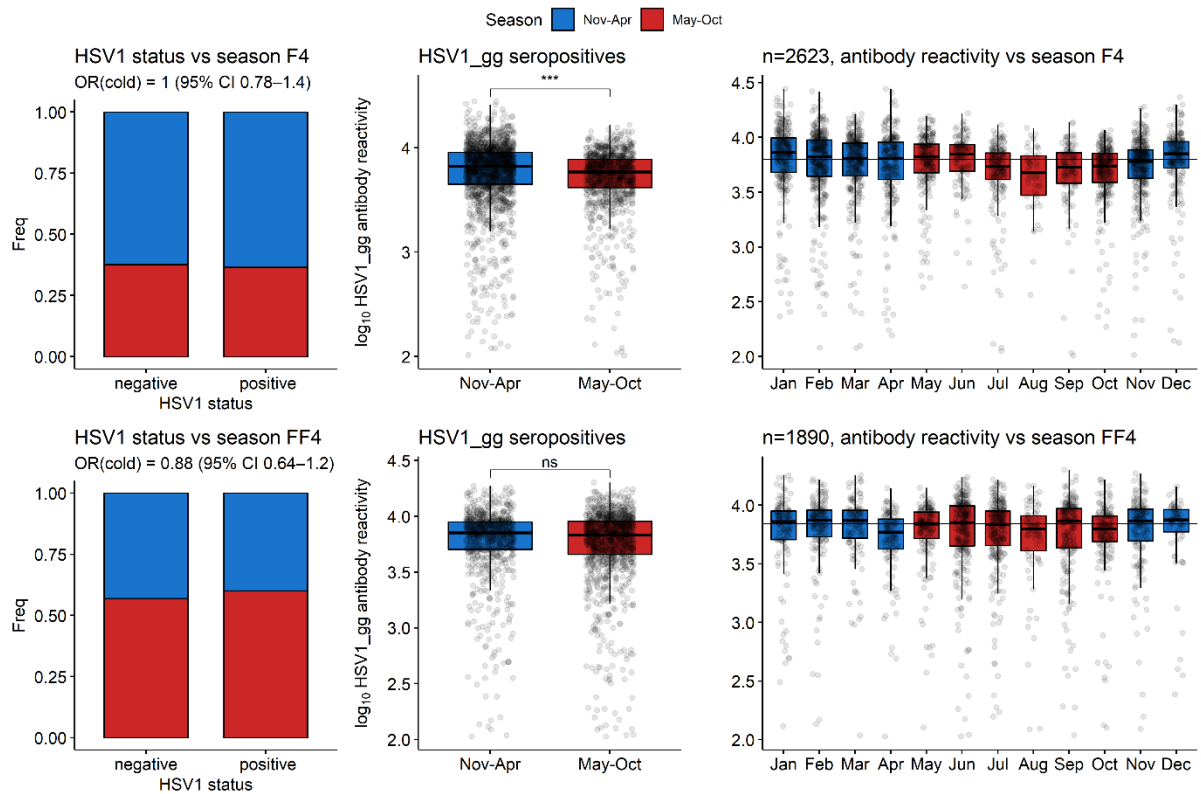 Season Nov-Apr May-Oct
HSV1 status vs season F4
OR(cold) = 1 (95% CI 0.78–1.4)
1.00
0.75
0.50
0.25
0.00
Freq
negative positive
HSV1 status
HSV1_gg seropositives
***
4
3
2
log₁₀ HSV1_gg antibody reactivity
Nov-Apr May-Oct
n=2623, antibody reactivity vs season F4
4.5
4.0
3.5
3.0
2.5
2.0
Jan Feb Mar Apr May Jun Jul Aug Sep Oct Nov Dec
HSV1 status vs season FF4
OR(cold) = 0.88 (95% CI 0.64–1.2)
1.00
0.75
0.50
0.25
0.00
Freq
negative positive
HSV1 status
HSV1_gg seropositives
ns
4.5
4.0
3.5
3.0
2.5
2.0
log₁₀ HSV1_gg antibody reactivity
Nov-Apr May-Oct
n=1890, antibody reactivity vs season FF4
4.5
4.0
3.5
3.0
2.5
2.0
Jan Feb Mar Apr May Jun Jul Aug Sep Oct Nov Dec